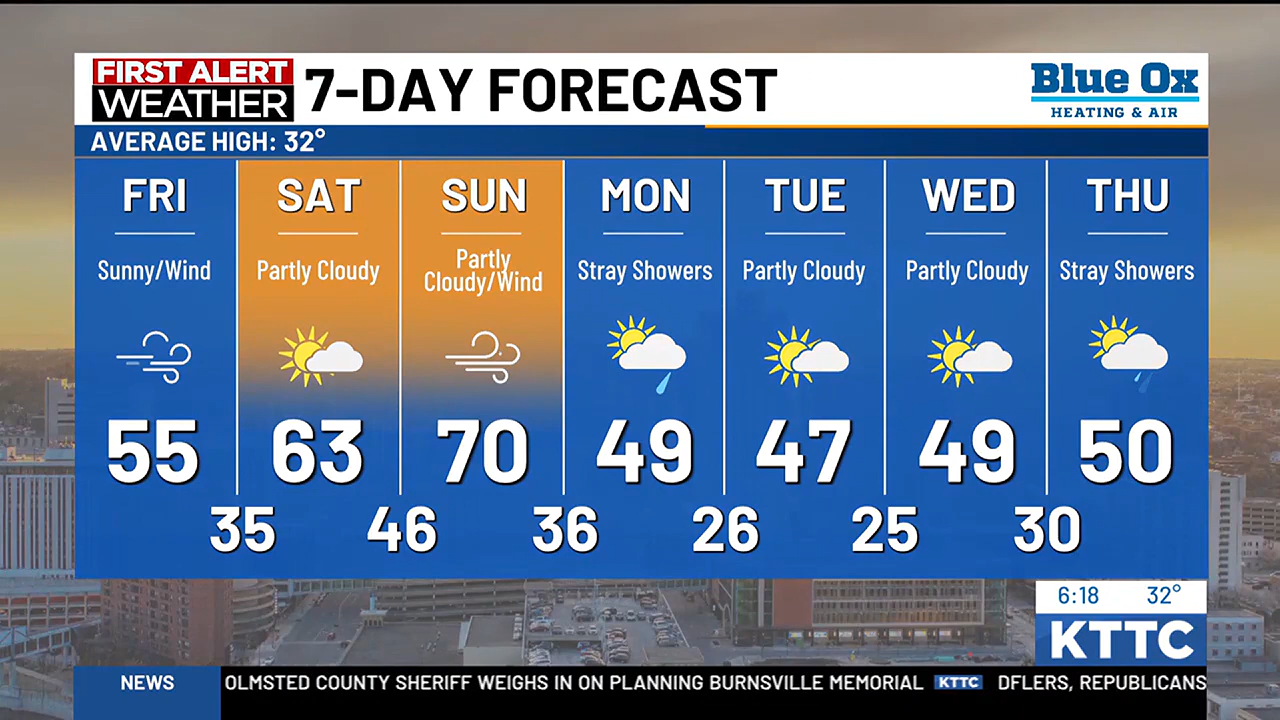 FIRST ALERT
WEATHER
7-DAY FORECAST
Blue Ox
HEATING & AIR
AVERAGE HIGH: 32°
FRI
SAT
SUN
MON
TUE
WED
THU
Sunny/Wind
Partly Cloudy
Partly
Cloudy/Wind
Stray Showers
Partly Cloudy
Partly Cloudy
Stray Showers
55
63
70
49
47
49
50
35
46
36
26
25
30
6:18 32°
KTTC
NEWS
OLMSTED COUNTY SHERIFF WEIGHS IN ON PLANNING BURNSVILLE MEMORIAL KTTC DFLERS, REPUBLICANS